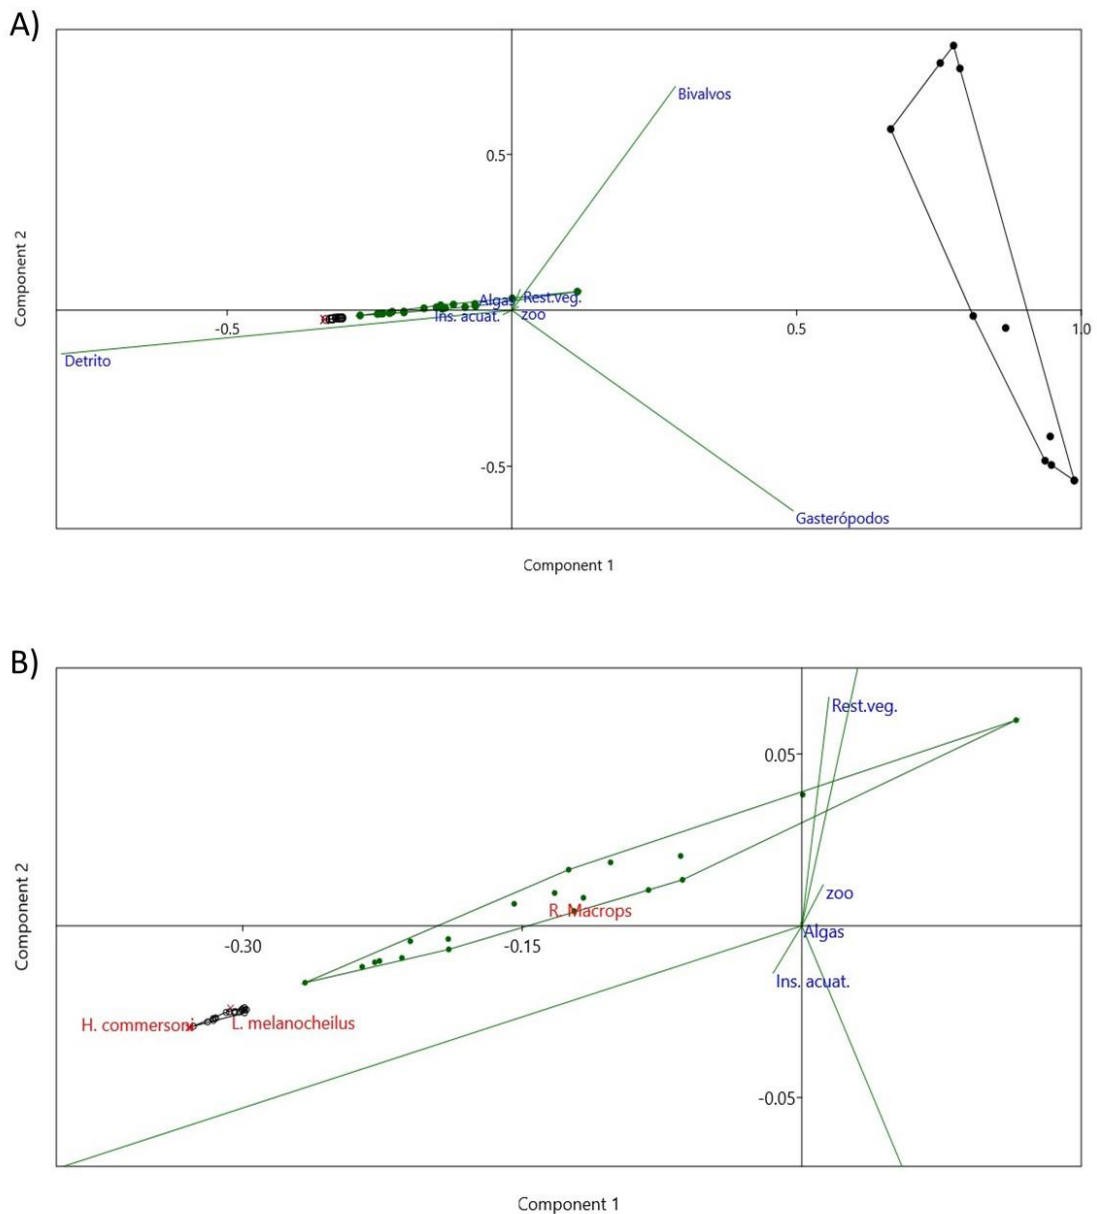 A)
Bivalvos
0.5
Component 2
Algas
Rest.veg.
Ins. acuat.
zoo
-0.5
0.5
1.0
Detrito
-0.5
Gasterópodos
Component 1
B)
Rest.veg.
0.05
zoo
R. Macrops
Component 2
Algas
-0.30
-0.15
Ins. acuat.
H. commersoni
L. melanocheilus
-0.05
Component 1